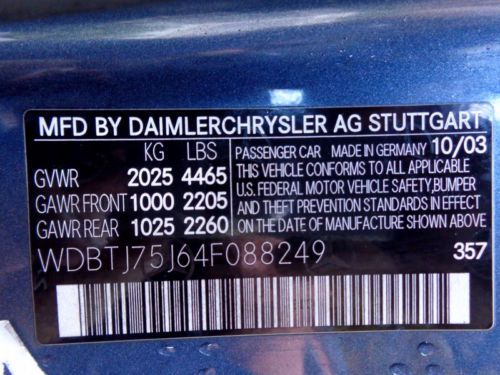 MFD BY DAIMLERCHRYSLER AG STUTTGART
KG LBS
GVWR 2025 4465
GAWR FRONT 1000 2205
GAWR REAR 1025 2260
PASSENGER CAR MADE IN GERMANY 10/03
THIS VEHICLE CONFORMS TO ALL APPLICABLE
U.S. FEDERAL MOTOR VEHICLE SAFETY,BUMPER
AND THEFT PREVENTION STANDARDS IN EFFECT
ON THE DATE OF MANUFACTURE SHOWN ABOVE.
WDBTJ75J64F088249 357